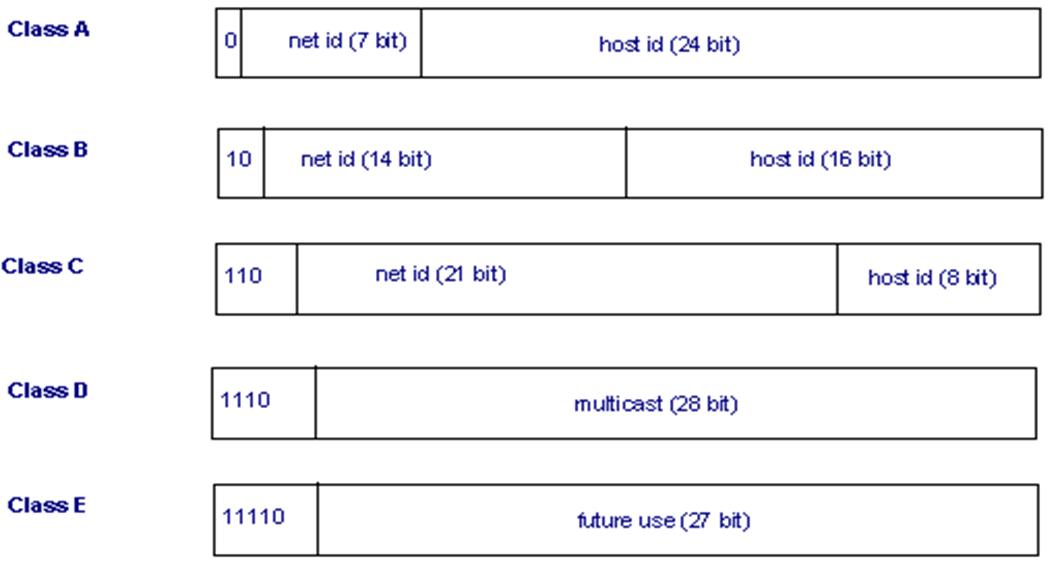 Class A
0
net id (7 bit)
host id (24 bit)
Class B
10
net id (14 bit)
host id (16 bit)
Class C
110
net id (21 bit)
host id (8 bit)
Class D
1110
multicast (28 bit)
Class E
11110
future use (27 bit)